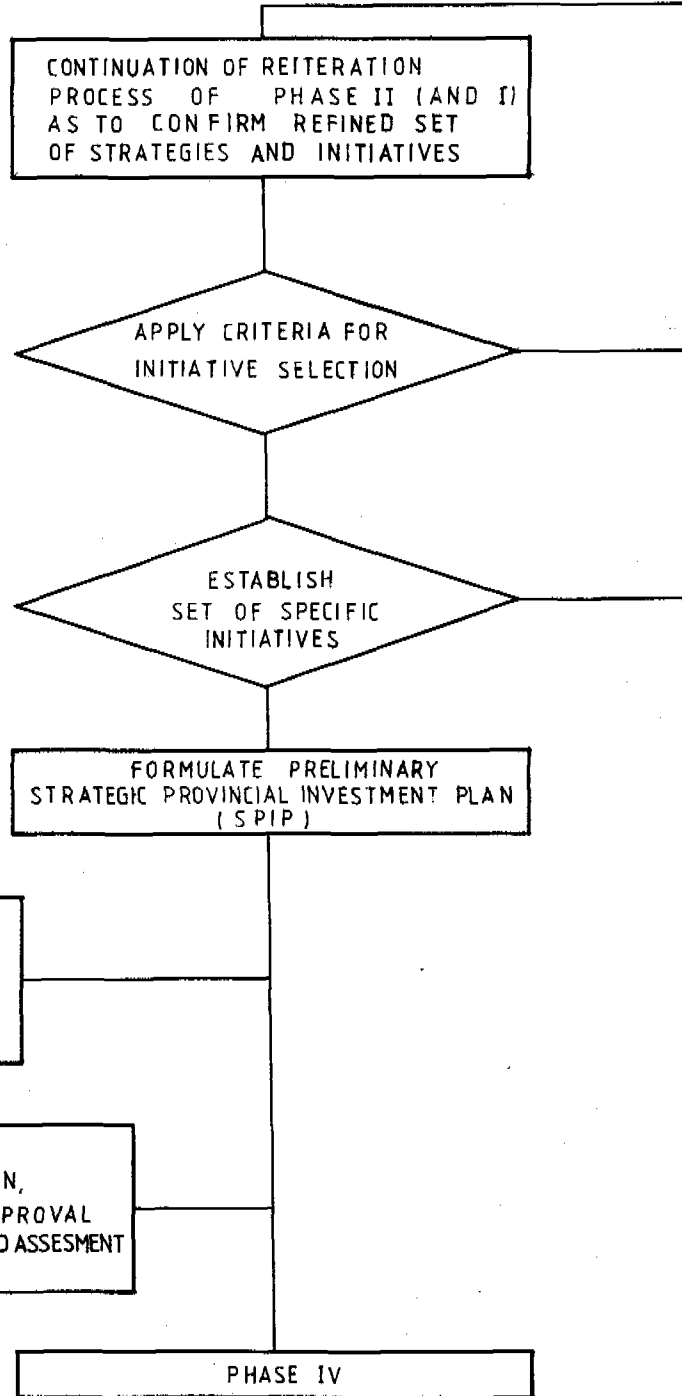 CONTINUATION OF REITERATION
PROCESS OF PHASE II (AND I)
AS TO CONFIRM REFINED SET
OF STRATEGIES AND INITIATIVES
APPLY CRITERIA FOR
INITIATIVE SELECTION
ESTABLISH
SET OF SPECIFIC
INITIATIVES
FORMULATE PRELIMINARY
STRATEGIC PROVINCIAL INVESTMENT PLAN
(SPIP)
N,
PROVAL
D ASSESMENT
PHASE IV